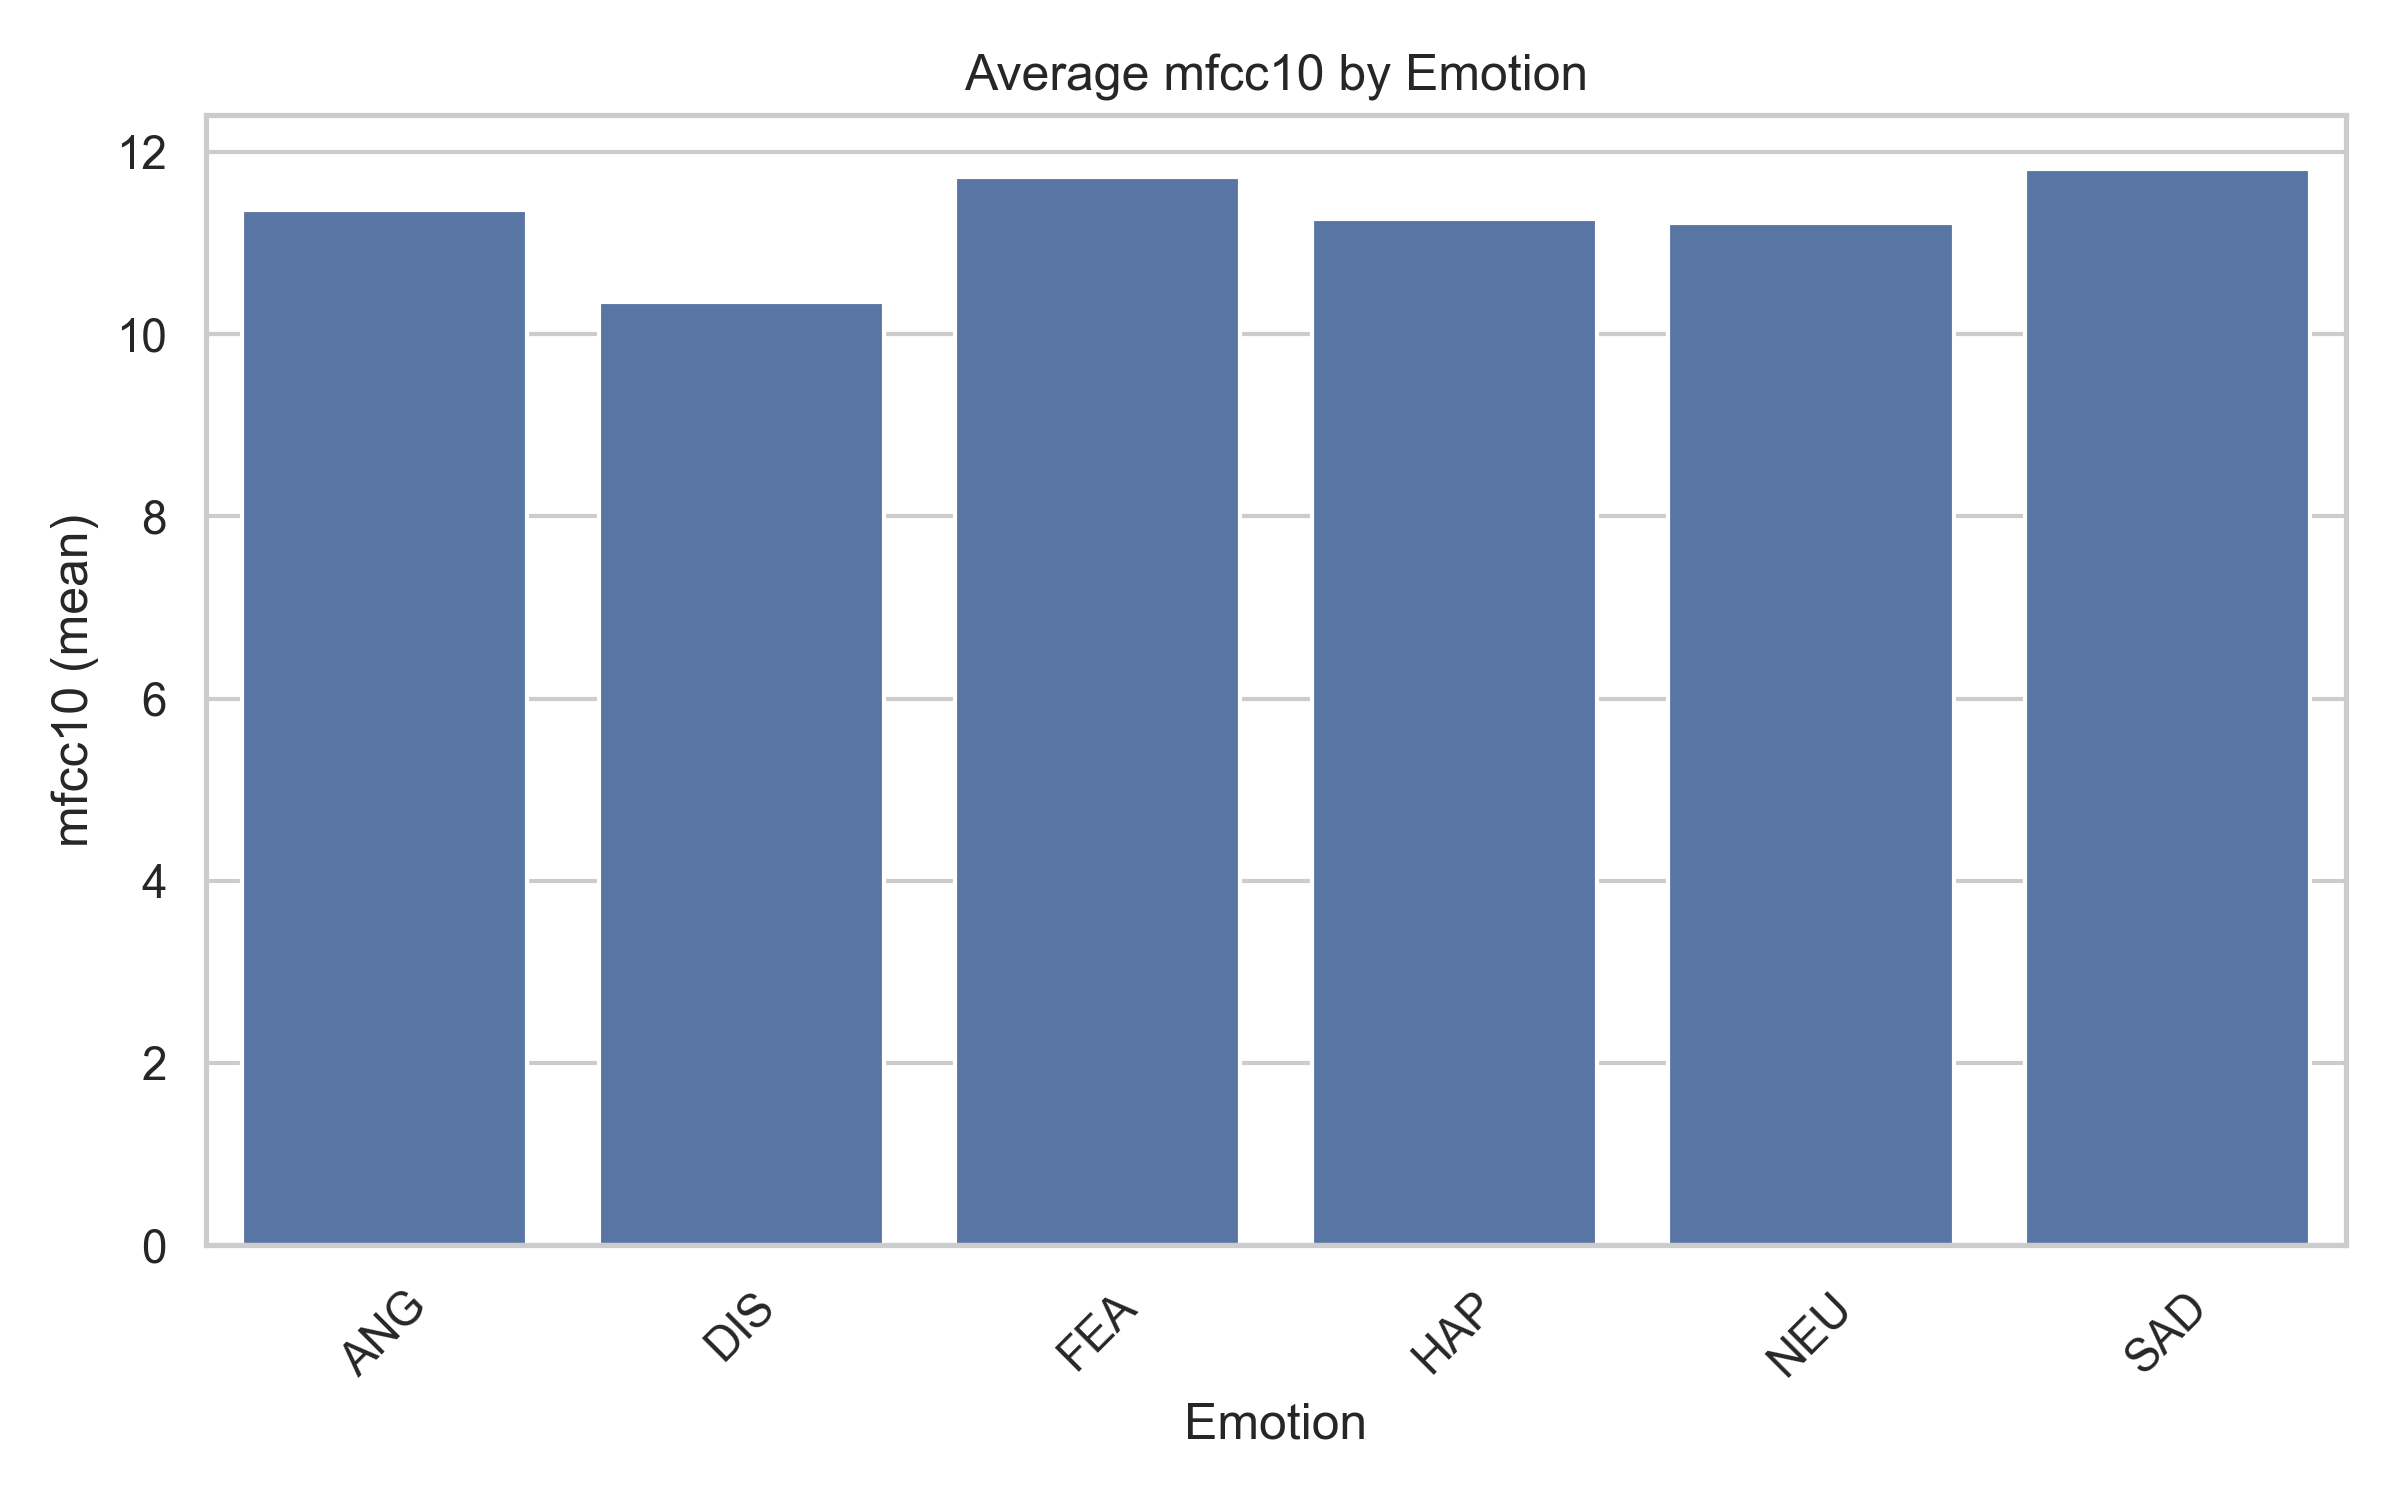 Average mfcc10 by Emotion
mfcc10 (mean)
12
10
8
6
4
2
0
ANG
DIS
FEA
HAP
NEU
SAD
Emotion